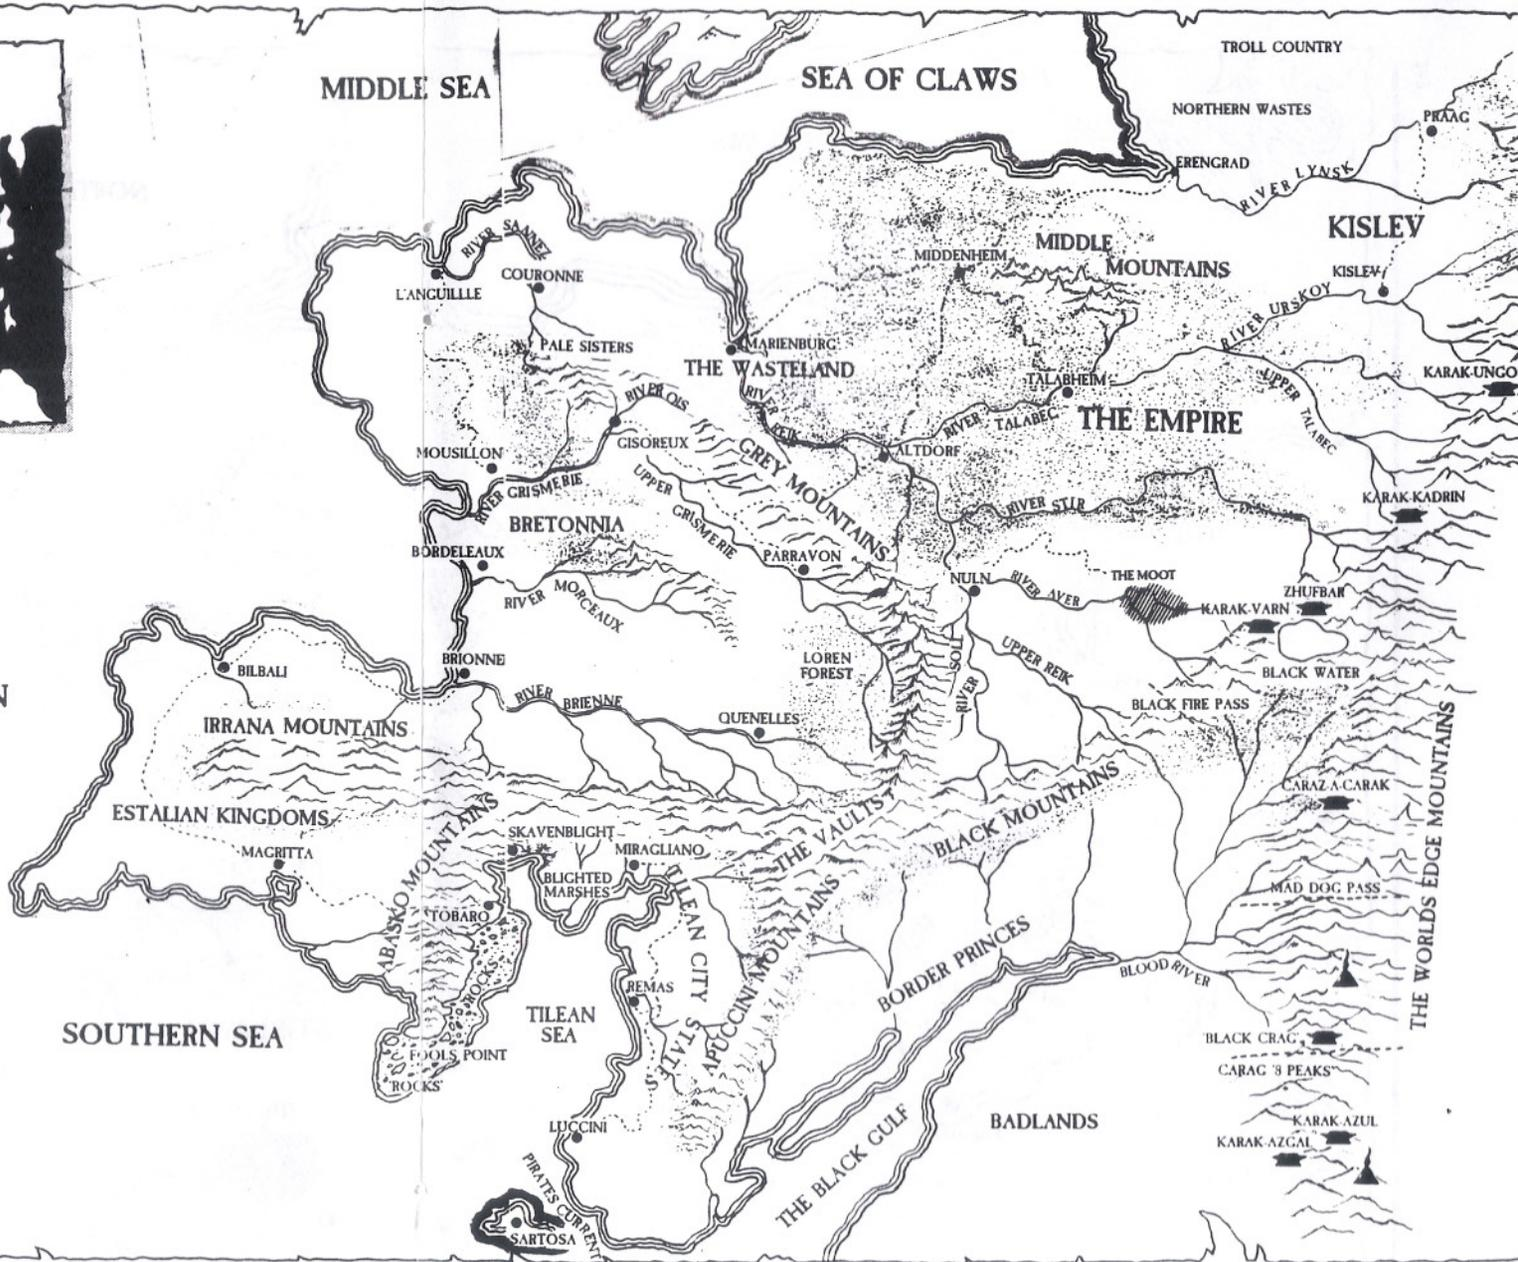 TROLL COUNTRY
MIDDLE SEA
SEA OF CLAWS
NORTHERN WASTES
PRAAG
ERENGRAD
RIVER LYNSK
RIVER SANNEZ
KISLEV
MIDDLE
MOUNTAINS
MIDDENHEIM
KISLEV
L'ANGUILLLE
COURONNE
RIVER URSKOY
PALE SISTERS
MARIENBURG
THE WASTELAND
KARAK-UNGO
TALABHEIM
UPPER TALABEC
RIVER OIS
RIVER REIK
RIVER TALABEC
THE EMPIRE
GISOREUX
GREY MOUNTAINS
ALTDORF
MOUSILLON
RIVER GRISMERIE
UPPER GRISMERIE
KARAK-KADRIN
RIVER STIR
BRETONNIA
BORDELEAUX
PARRAVON
RIVER MORCEAUX
NULN
RIVER AVER
THE MOOT
ZHUFBAR
KARAK-VARN
BLACK WATER
BILBALI
BRIONNE
LOREN
FOREST
RIVER SOLL
UPPER REIK
RIVER BRIENNE
BLACK FIRE PASS
IRRANA MOUNTAINS
QUENELLES
N
ESTALIAN KINGDOMS
CARAZ-A-CARAK
THE WORLDS EDGE MOUNTAINS
ABASKO MOUNTAINS
SKAVENBLIGHT
MIRAGLIANO
THE VAULTS
BLACK MOUNTAINS
MAGRITTA
BLIGHTED
MARSHES
MAD DOG PASS
TOBARO
TILEAN CITY STATES
APUCCINI MOUNTAINS
BORDER PRINCES
BLOOD RIVER
ROCKS
REMAS
SOUTHERN SEA
TILEAN
SEA
FOOLS POINT
'ROCKS'
BLACK CRAG
CARAG '8 PEAKS"
BADLANDS
KARAK-AZUL
KARAK-AZGAL
LUCCINI
THE BLACK GULF
PIRATES CURRENT
SARTOSA